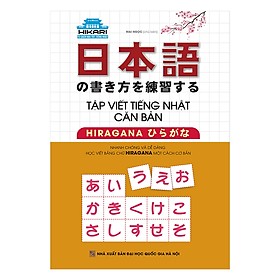 HIKARI
MAI NGỌC
日本語
の書き方を練習する
TẬP VIẾT TIẾNG NHẬT
CĂN BẢN
HIRAGANA ひらがな
NHANH CHÓNG VÀ DỄ DÀNG
HỌC VIẾT BẢNG CHỮ HIRAGANA MỘT CÁCH CƠ BẢN
あ い う え お
か き く け こ
さ し す せ そ
NHÀ XUẤT BẢN ĐẠI HỌC QUỐC GIA HÀ NỘI